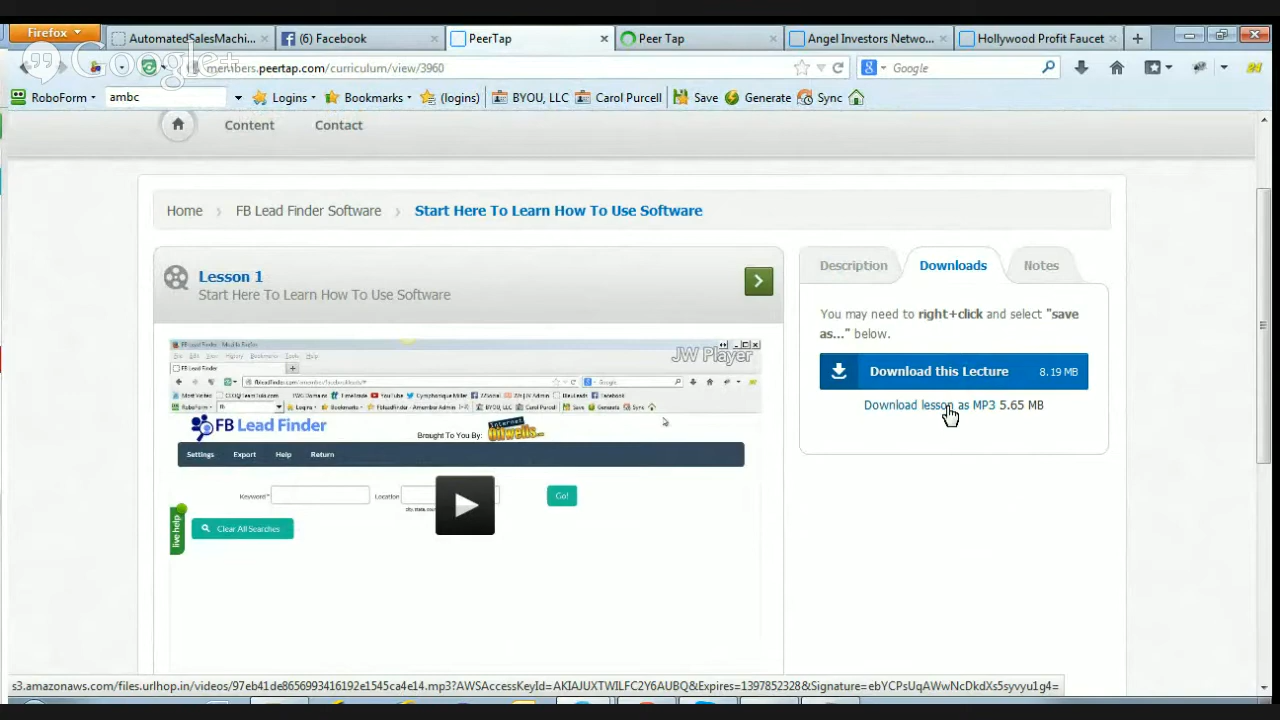 Firefox
AutomatedSalesMachi...
(6) Facebook
PeerTap
Peer Tap
Angel Investors Netwo...
Hollywood Profit Faucet
Google+
members.peertap.com/curriculum/view/3960
Google
RoboForm
ambc
Logins
Bookmarks
(logins)
BYOU, LLC
Carol Purcell
Save
Generate
Sync
Content
Contact
Home
FB Lead Finder Software
Start Here To Learn How To Use Software
Lesson 1
Start Here To Learn How To Use Software
Description
Downloads
Notes
You may need to right+click and select "save
as..." below.
Download this Lecture 8.19 MB
Download lesson as MP3 5.65 MB
JW Player
FB Lead Finder
Brought To You By:
Settings
Export
Help
Return
Keyword*
Location
Go!
Clear All Searches
live help
s3.amazonaws.com/files.urlhop.in/videos/97eb41de8656993416192e1545ca4e14.mp3?AWSAccessKeyId=AKIAJUXTWILFC2Y6AUBQ&Expires=1397852328&Signature=ebYCPsUqAWwNcDkdXs5syvyu1g4=